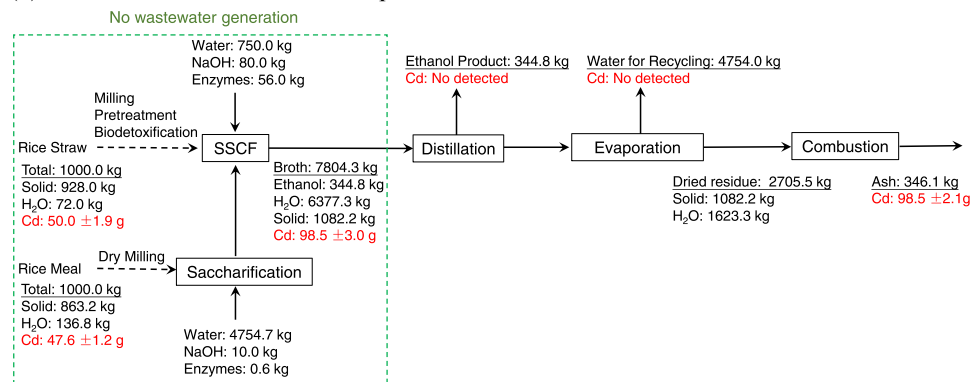 No wastewater generation
Water: 750.0 kg
NaOH: 80.0 kg
Enzymes: 56.0 kg
Milling
Pretreatment
Biodetoxification
Rice Straw
SSCF
Total: 1000.0 kg
Solid: 928.0 kg
H2O: 72.0 kg
Cd: 50.0 ±1.9 g
Broth: 7804.3 kg
Ethanol: 344.8 kg
H2O: 6377.3 kg
Solid: 1082.2 kg
Cd: 98.5 ±3.0 g
Rice Meal
Dry Milling
Saccharification
Total: 1000.0 kg
Solid: 863.2 kg
H2O: 136.8 kg
Cd: 47.6 ±1.2 g
Water: 4754.7 kg
NaOH: 10.0 kg
Enzymes: 0.6 kg
Ethanol Product: 344.8 kg
Cd: No detected
Distillation
Water for Recycling: 4754.0 kg
Cd: No detected
Evaporation
Dried residue: 2705.5 kg
Solid: 1082.2 kg
H2O: 1623.3 kg
Combustion
Ash: 346.1 kg
Cd: 98.5 ±2.1g